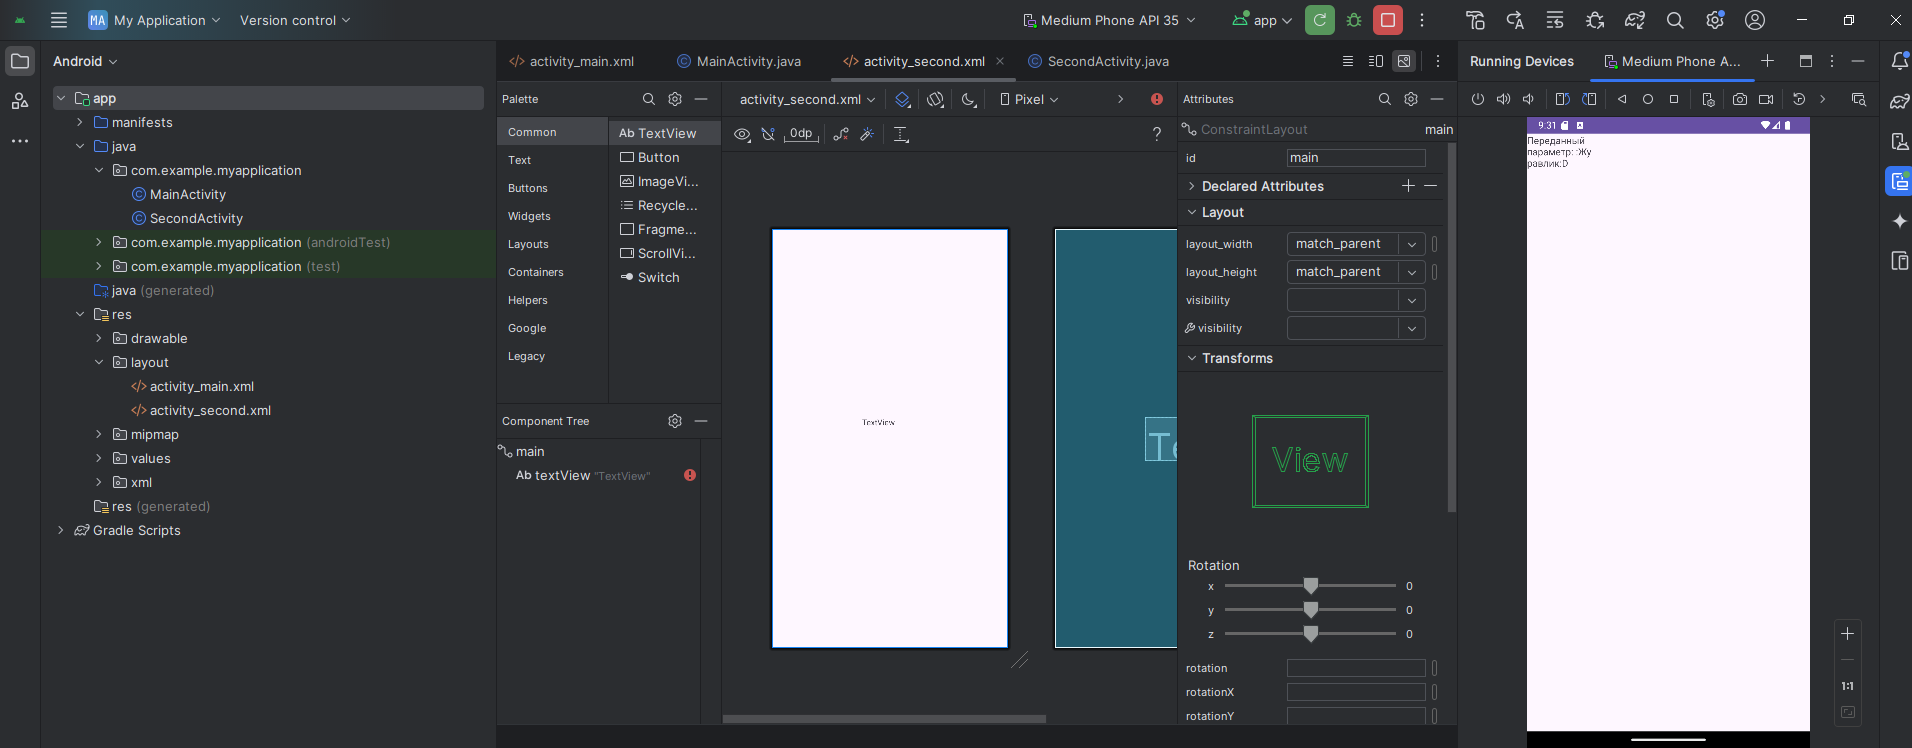 MA My Application Version control Medium Phone API 35 app
Android
app
manifests
java
com.example.myapplication
MainActivity
SecondActivity
com.example.myapplication (androidTest)
com.example.myapplication (test)
java (generated)
res
drawable
layout
activity_main.xml
activity_second.xml
mipmap
values
xml
res (generated)
Gradle Scripts
activity_main.xml MainActivity.java activity_second.xml SecondActivity.java
Palette
Common
Text
Buttons
Widgets
Layouts
Containers
Helpers
Google
Legacy
Ab TextView
Button
ImageVi...
Recycle...
Fragme...
ScrollVi...
Switch
Component Tree
main
Ab textView "TextView"
activity_second.xml Pixel
0dp ?
TextView
Te
Attributes
ConstraintLayout main
id main
Declared Attributes
Layout
layout_width match_parent
layout_height match_parent
visibility
visibility
Transforms
View
Rotation
x 0
y 0
z 0
rotation
rotationX
rotationY
Running Devices Medium Phone A...
9:31
Переданный
параметр: :Жу
равлик:D
1:1